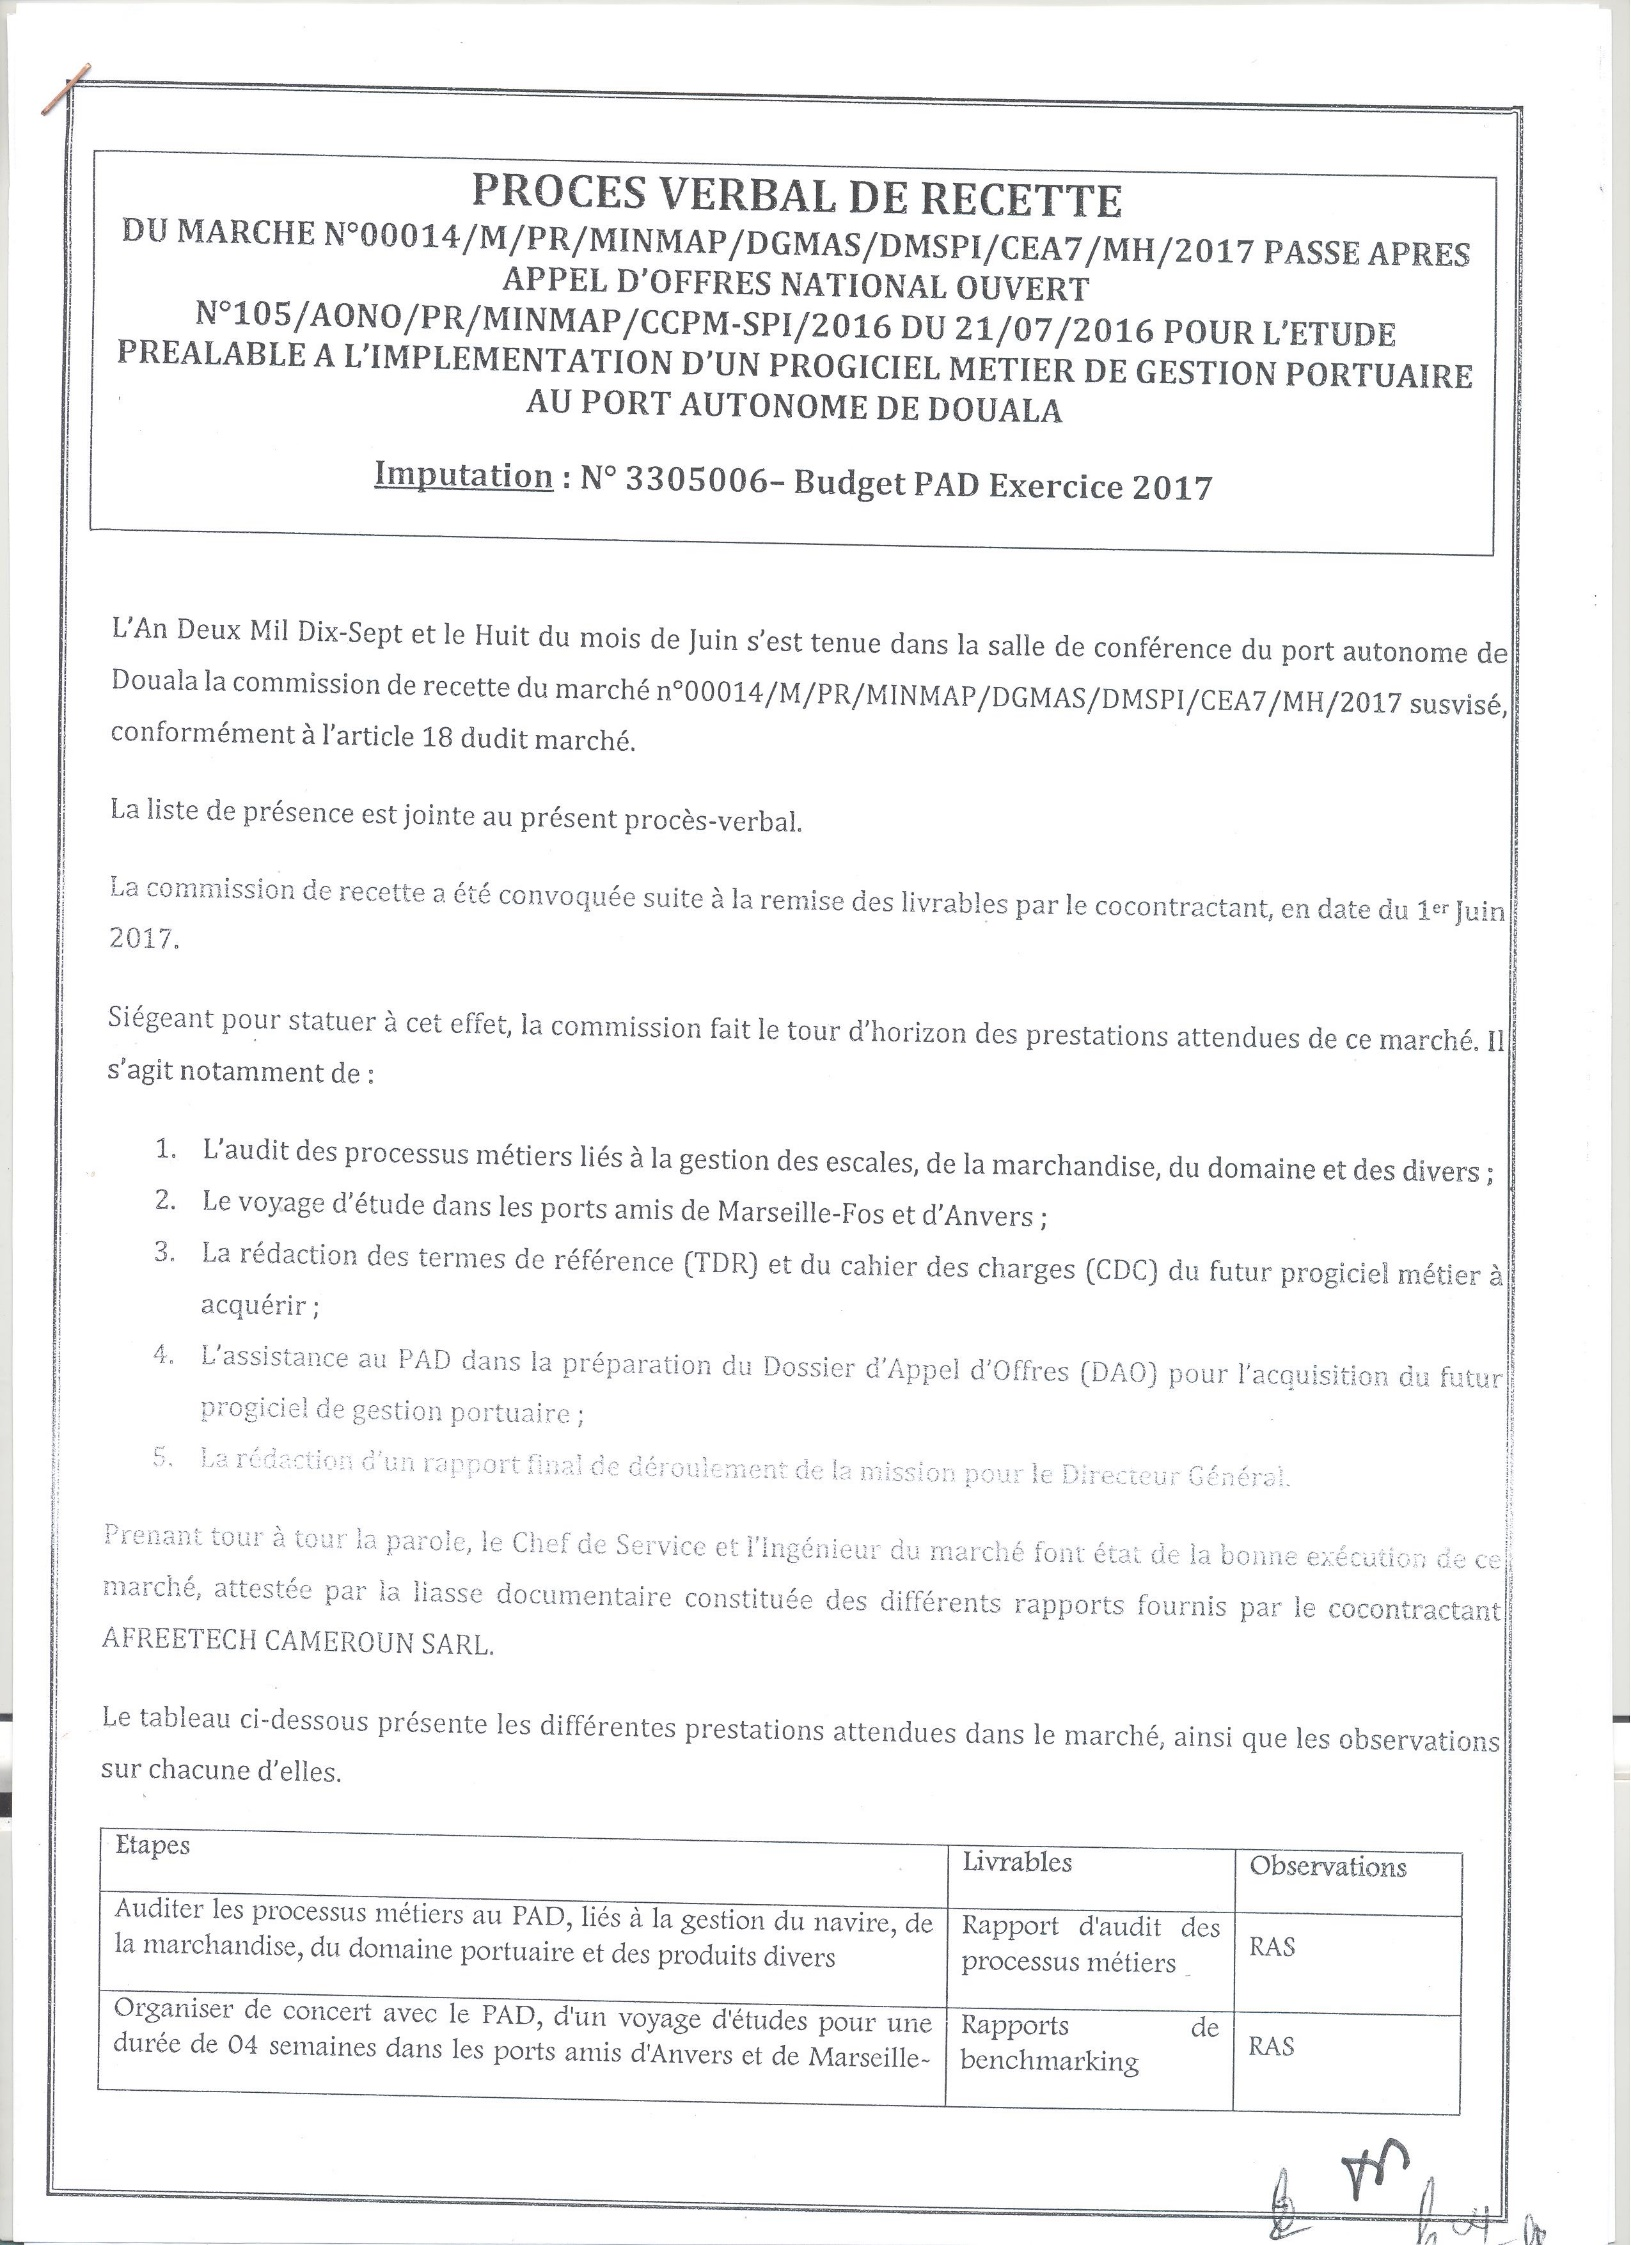 PROCES VERBAL DE RECETTE
DU MARCHE N°00014/M/PR/MINMAP/DGMAS/DMSPI/CEA7/MH/2017 PASSE APRES
APPEL D'OFFRES NATIONAL OUVERT
N°105/AONO/PR/MINMAP/CCPM-SPI/2016 DU 21/07/2016 POUR L'ETUDE
PREALABLE A L'IMPLEMENTATION D'UN PROGICIEL METIER DE GESTION PORTUAIRE
AU PORT AUTONOME DE DOUALA
Imputation : N° 3305006– Budget PAD Exercice 2017
L'An Deux Mil Dix-Sept et le Huit du mois de Juin s'est tenue dans la salle de conférence du port autonome de
Douala la commission de recette du marché n°00014/M/PR/MINMAP/DGMAS/DMSPI/CEA7/MH/2017 susvisé,
conformément à l'article 18 dudit marché.
La liste de présence est jointe au présent procès-verbal.
La commission de recette a été convoquée suite à la remise des livrables par le cocontractant, en date du 1er Juin
2017.
Siégeant pour statuer à cet effet, la commission fait le tour d'horizon des prestations attendues de ce marché. Il
s'agit notamment de :
1. L'audit des processus métiers liés à la gestion des escales, de la marchandise, du domaine et des divers ;
2. Le voyage d'étude dans les ports amis de Marseille-Fos et d'Anvers ;
3. La rédaction des termes de référence (TDR) et du cahier des charges (CDC) du futur progiciel métier à
acquérir ;
4. L'assistance au PAD dans la préparation du Dossier d'Appel d'Offres (DAO) pour l'acquisition du futur
progiciel de gestion portuaire ;
5. La rédaction d'un rapport final de déroulement de la mission pour le Directeur Général.
Prenant tour à tour la parole, le Chef de Service et l'Ingénieur du marché font état de la bonne exécution de ce
marché, attestée par la liasse documentaire constituée des différents rapports fournis par le cocontractant
AFREETECH CAMEROUN SARL.
Le tableau ci-dessous présente les différentes prestations attendues dans le marché, ainsi que les observations
sur chacune d'elles.
Etapes Livrables Observations
Auditer les processus métiers au PAD, liés à la gestion du navire, de Rapport d'audit des
la marchandise, du domaine portuaire et des produits divers processus métiers RAS
Organiser de concert avec le PAD, d'un voyage d'études pour une Rapports de
durée de 04 semaines dans les ports amis d'Anvers et de Marseille- benchmarking RAS